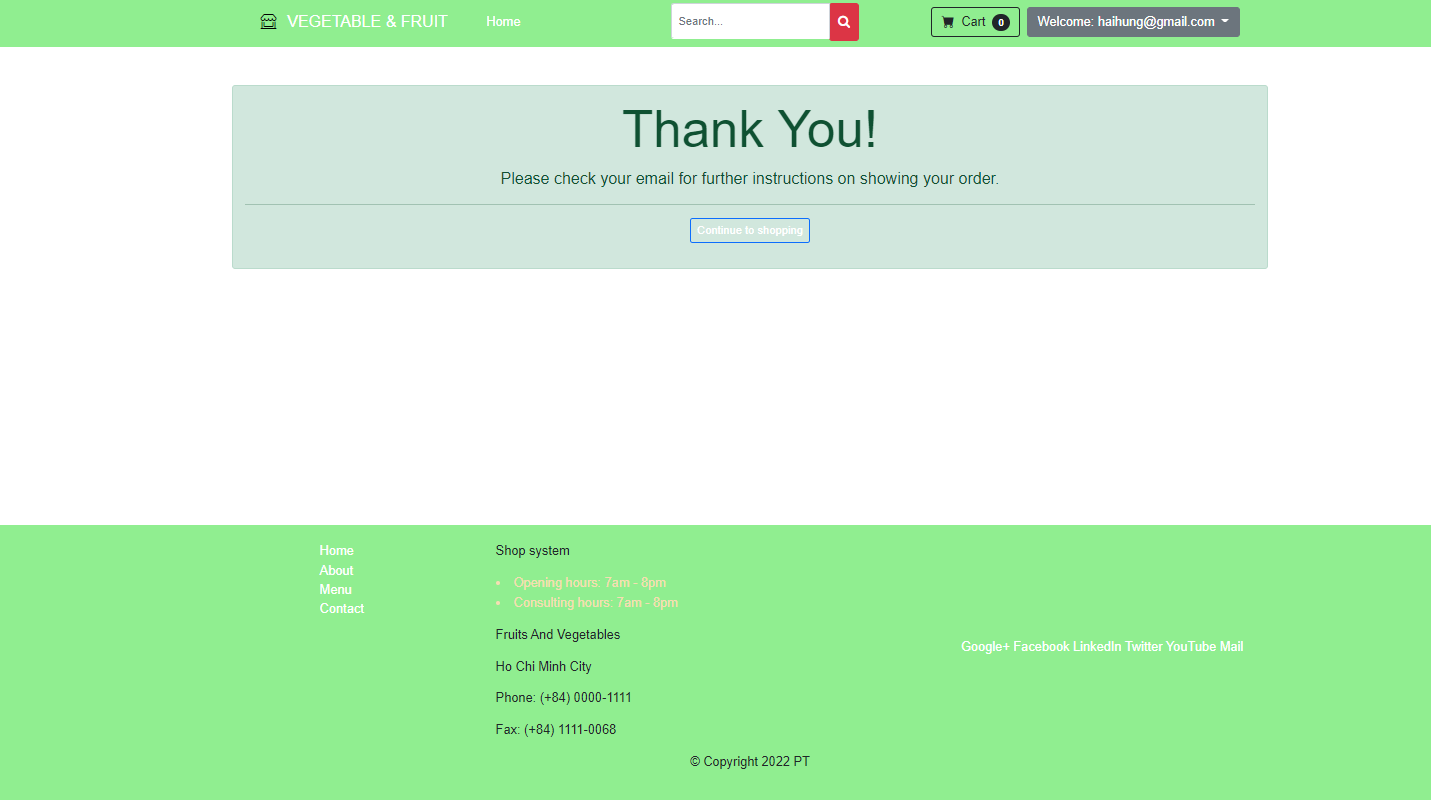 VEGETABLE & FRUIT Home Search... Cart 0 Welcome: haihung@gmail.com
Thank You!
Please check your email for further instructions on showing your order.
Continue to shopping
Home
About
Menu
Contact
Shop system
• Opening hours: 7am - 8pm
• Consulting hours: 7am - 8pm
Fruits And Vegetables
Ho Chi Minh City
Phone: (+84) 0000-1111
Fax: (+84) 1111-0068
Google+ Facebook LinkedIn Twitter YouTube Mail
© Copyright 2022 PT